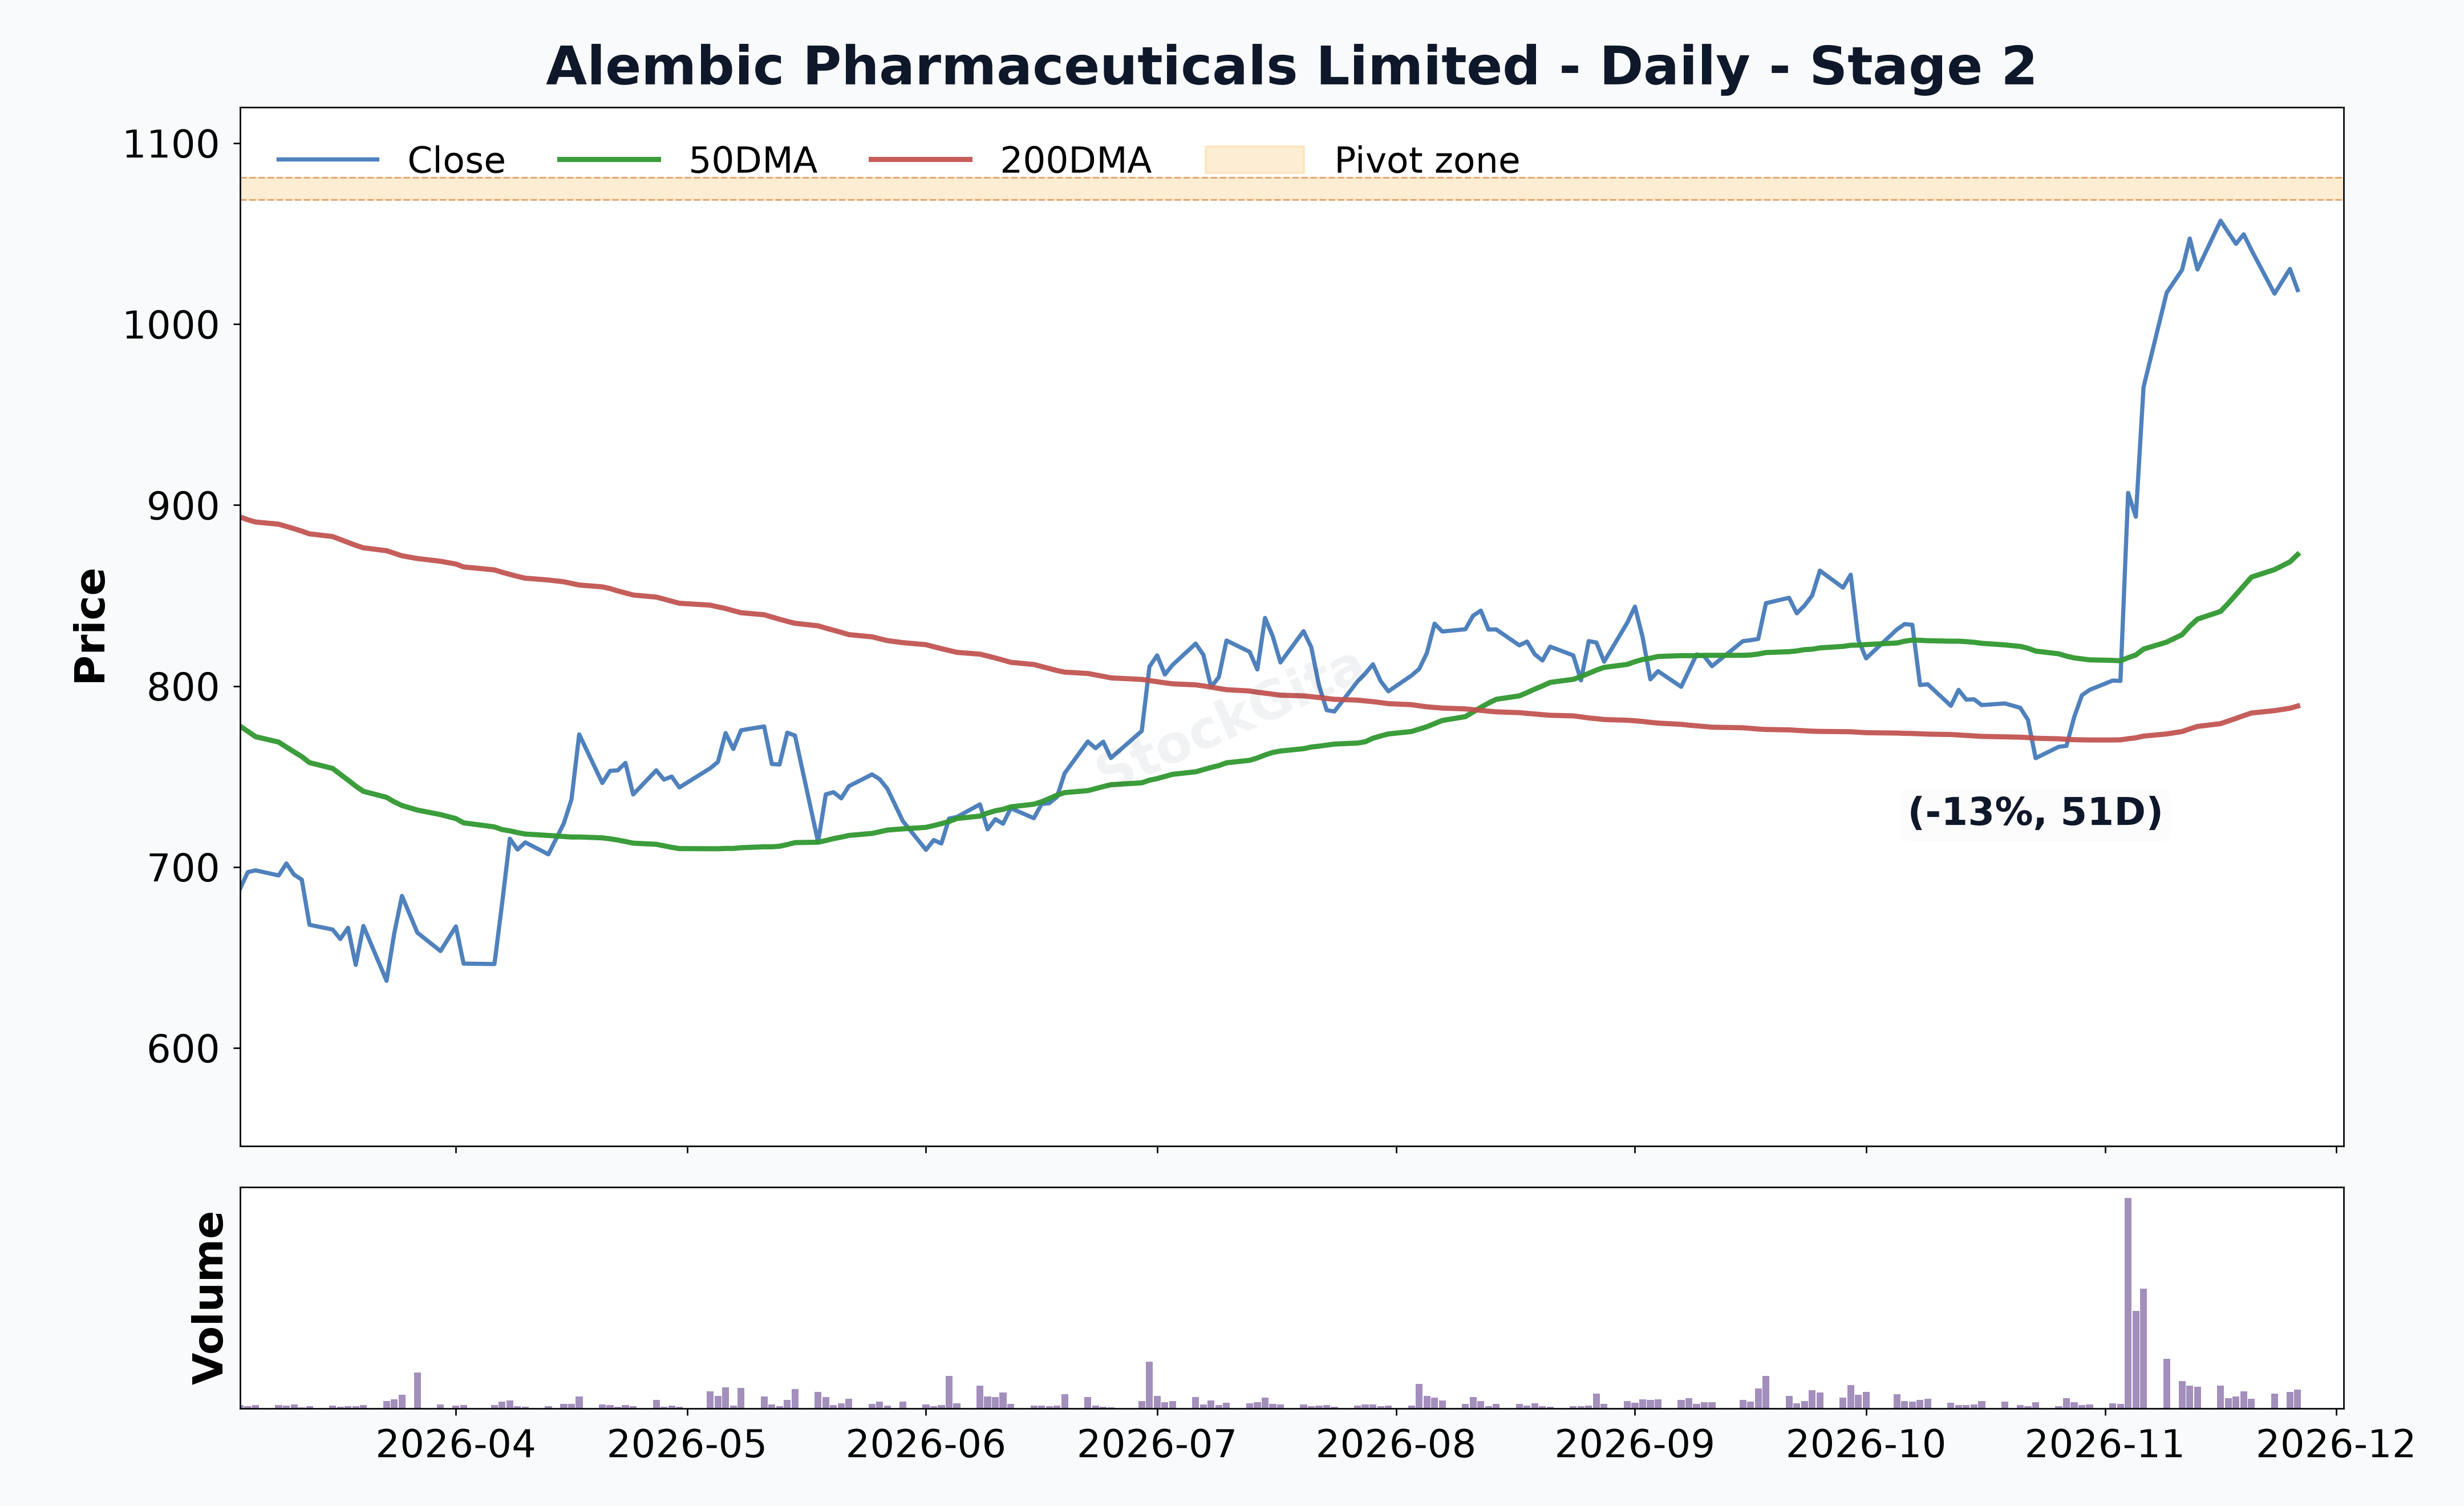 Alembic Pharmaceuticals Limited - Daily - Stage 2
Close 50DMA 200DMA Pivot zone
1100
1000
900
800
700
600
Price
StockGita
(-13%, 51D)
Volume
2026-04 2026-05 2026-06 2026-07 2026-08 2026-09 2026-10 2026-11 2026-12